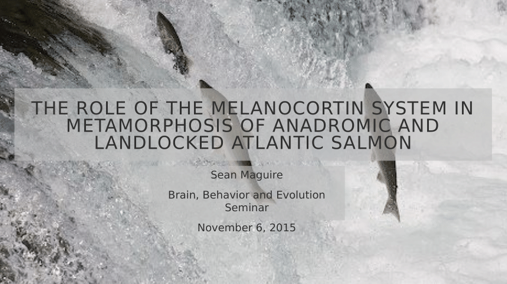 THE ROLE OF THE MELANOCORTIN SYSTEM IN
METAMORPHOSIS OF ANADROMIC AND
LANDLOCKED ATLANTIC SALMON
Sean Maguire
Brain, Behavior and Evolution
Seminar
November 6, 2015